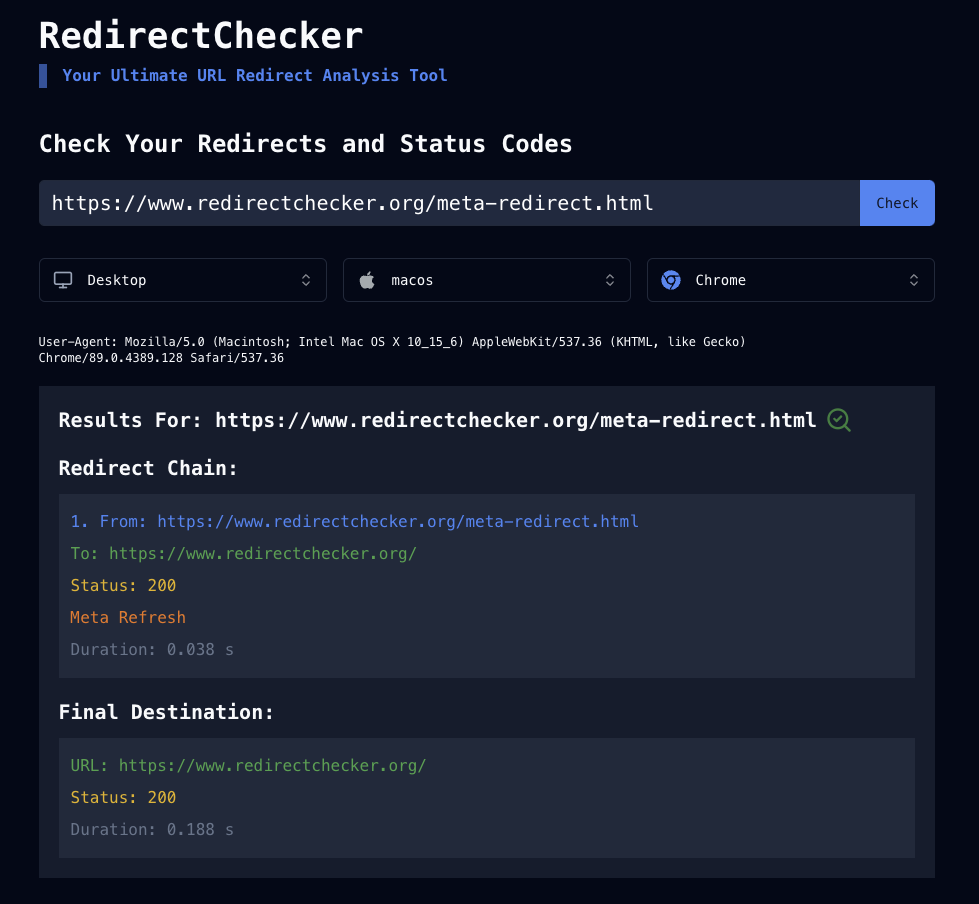 RedirectChecker
Your Ultimate URL Redirect Analysis Tool
Check Your Redirects and Status Codes
https://www.redirectchecker.org/meta-redirect.html
Check
Desktop
macos
Chrome
User-Agent: Mozilla/5.0 (Macintosh; Intel Mac OS X 10_15_6) AppleWebKit/537.36 (KHTML, like Gecko)
Chrome/89.0.4389.128 Safari/537.36
Results For: https://www.redirectchecker.org/meta-redirect.html
Redirect Chain:
1. From: https://www.redirectchecker.org/meta-redirect.html
To: https://www.redirectchecker.org/
Status: 200
Meta Refresh
Duration: 0.038 s
Final Destination:
URL: https://www.redirectchecker.org/
Status: 200
Duration: 0.188 s